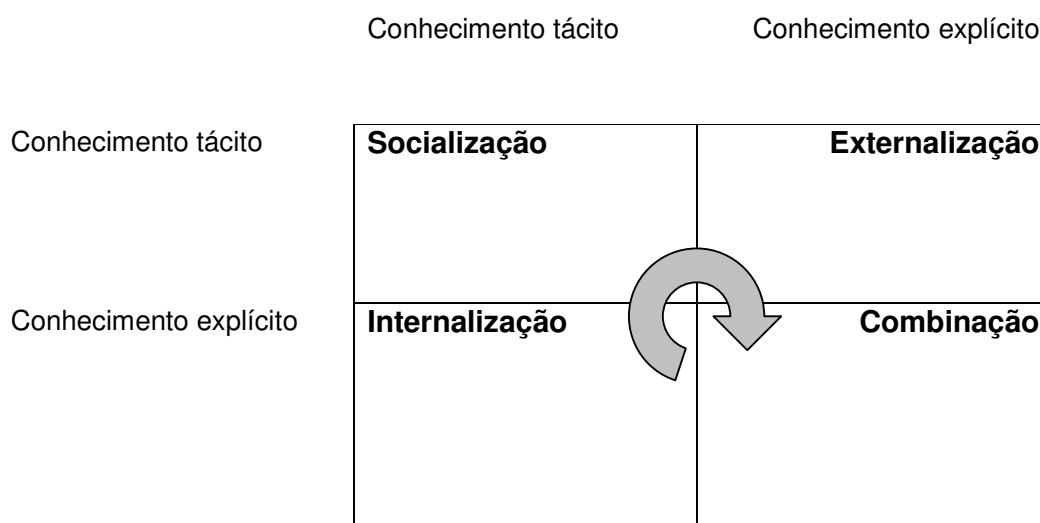 Conhecimento tácito Conhecimento explícito
Conhecimento tácito Socialização Externalização
Conhecimento explícito Internalização Combinação